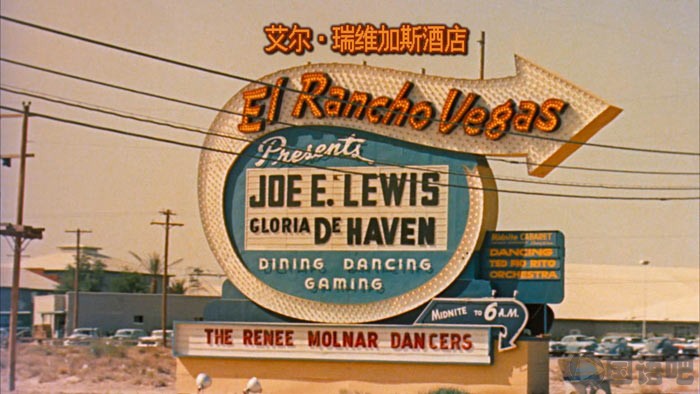 艾尔·瑞维加斯酒店
El Rancho Vegas
Presents
JOE E. LEWIS
GLORIA DE HAVEN
DINING DANCING
GAMING
Midnite CABARET
DANCING
TED FIO RITO
ORCHESTRA
MIDNITE TO 6 A.M.
THE RENEE MOLNAR DANCERS